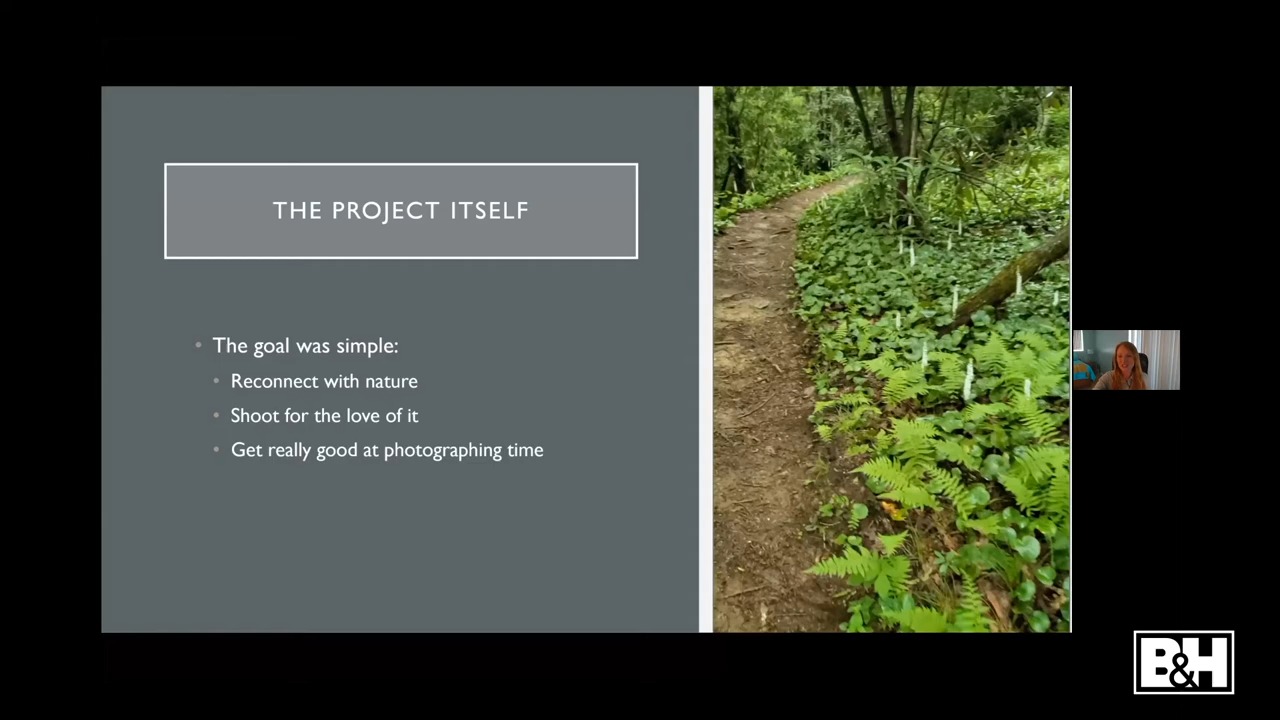 THE PROJECT ITSELF
The goal was simple:
Reconnect with nature
Shoot for the love of it
Get really good at photographing time
B&H